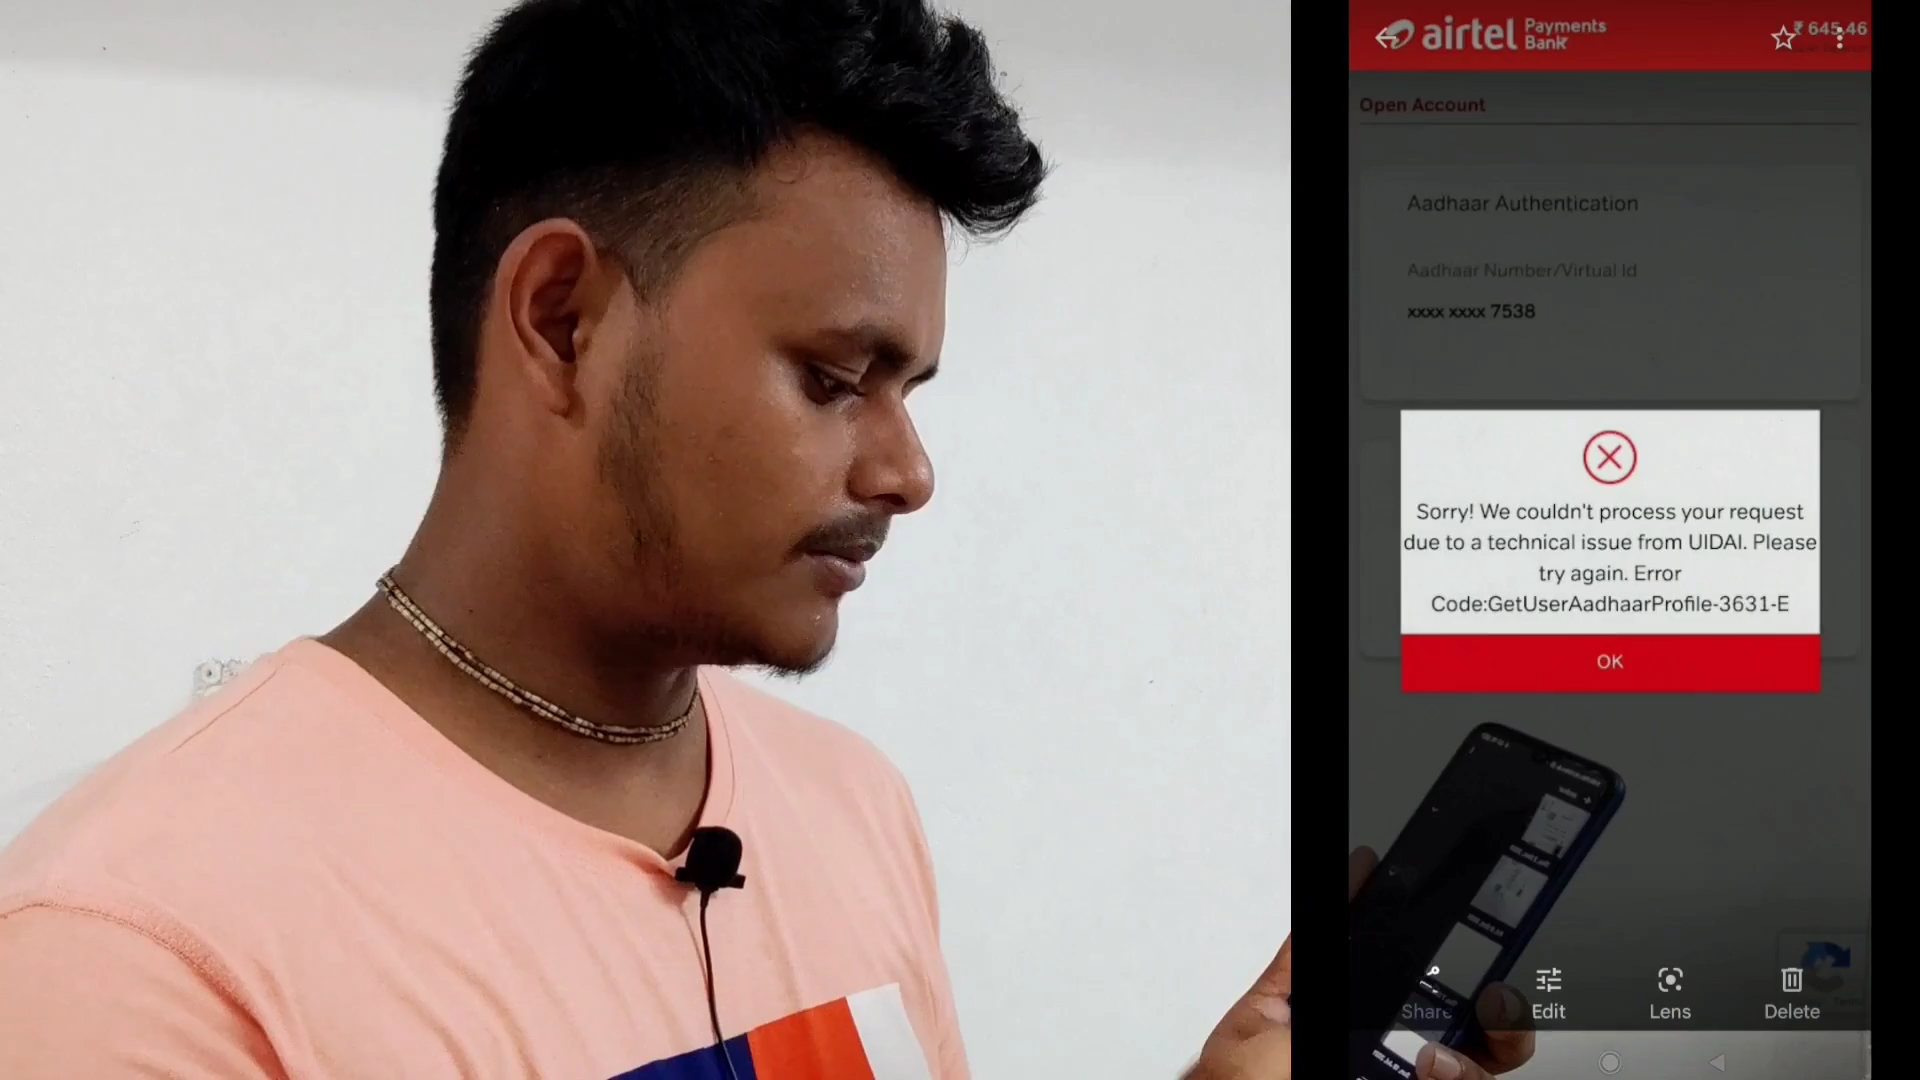 airtel Payments Bank
₹ 645.46
Open Account
Aadhaar Authentication
Aadhaar Number/Virtual Id
xxxx xxxx 7538
Sorry! We couldn't process your request
due to a technical issue from UIDAI. Please
try again. Error
Code:GetUserAadhaarProfile-3631-E
OK
Share
Edit
Lens
Delete